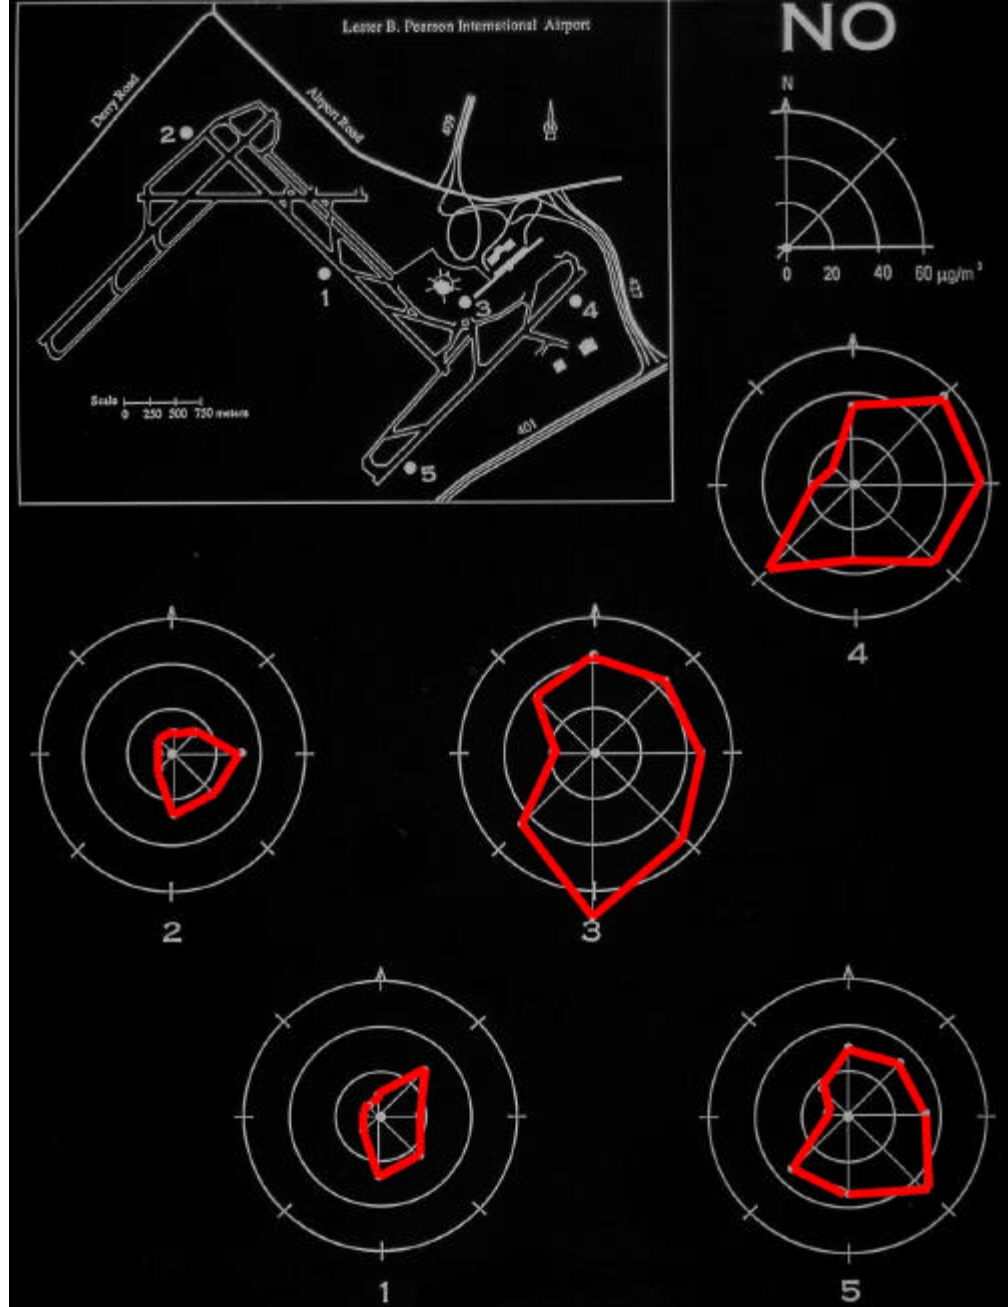 Lester B. Pearson International Airport
NO
Derry Road
Airport Road
409
N
2
0 20 40 60 µg/m³
1
3
4
427
Scale
0 250 500 750 meters
401
5
4
2
3
1
5